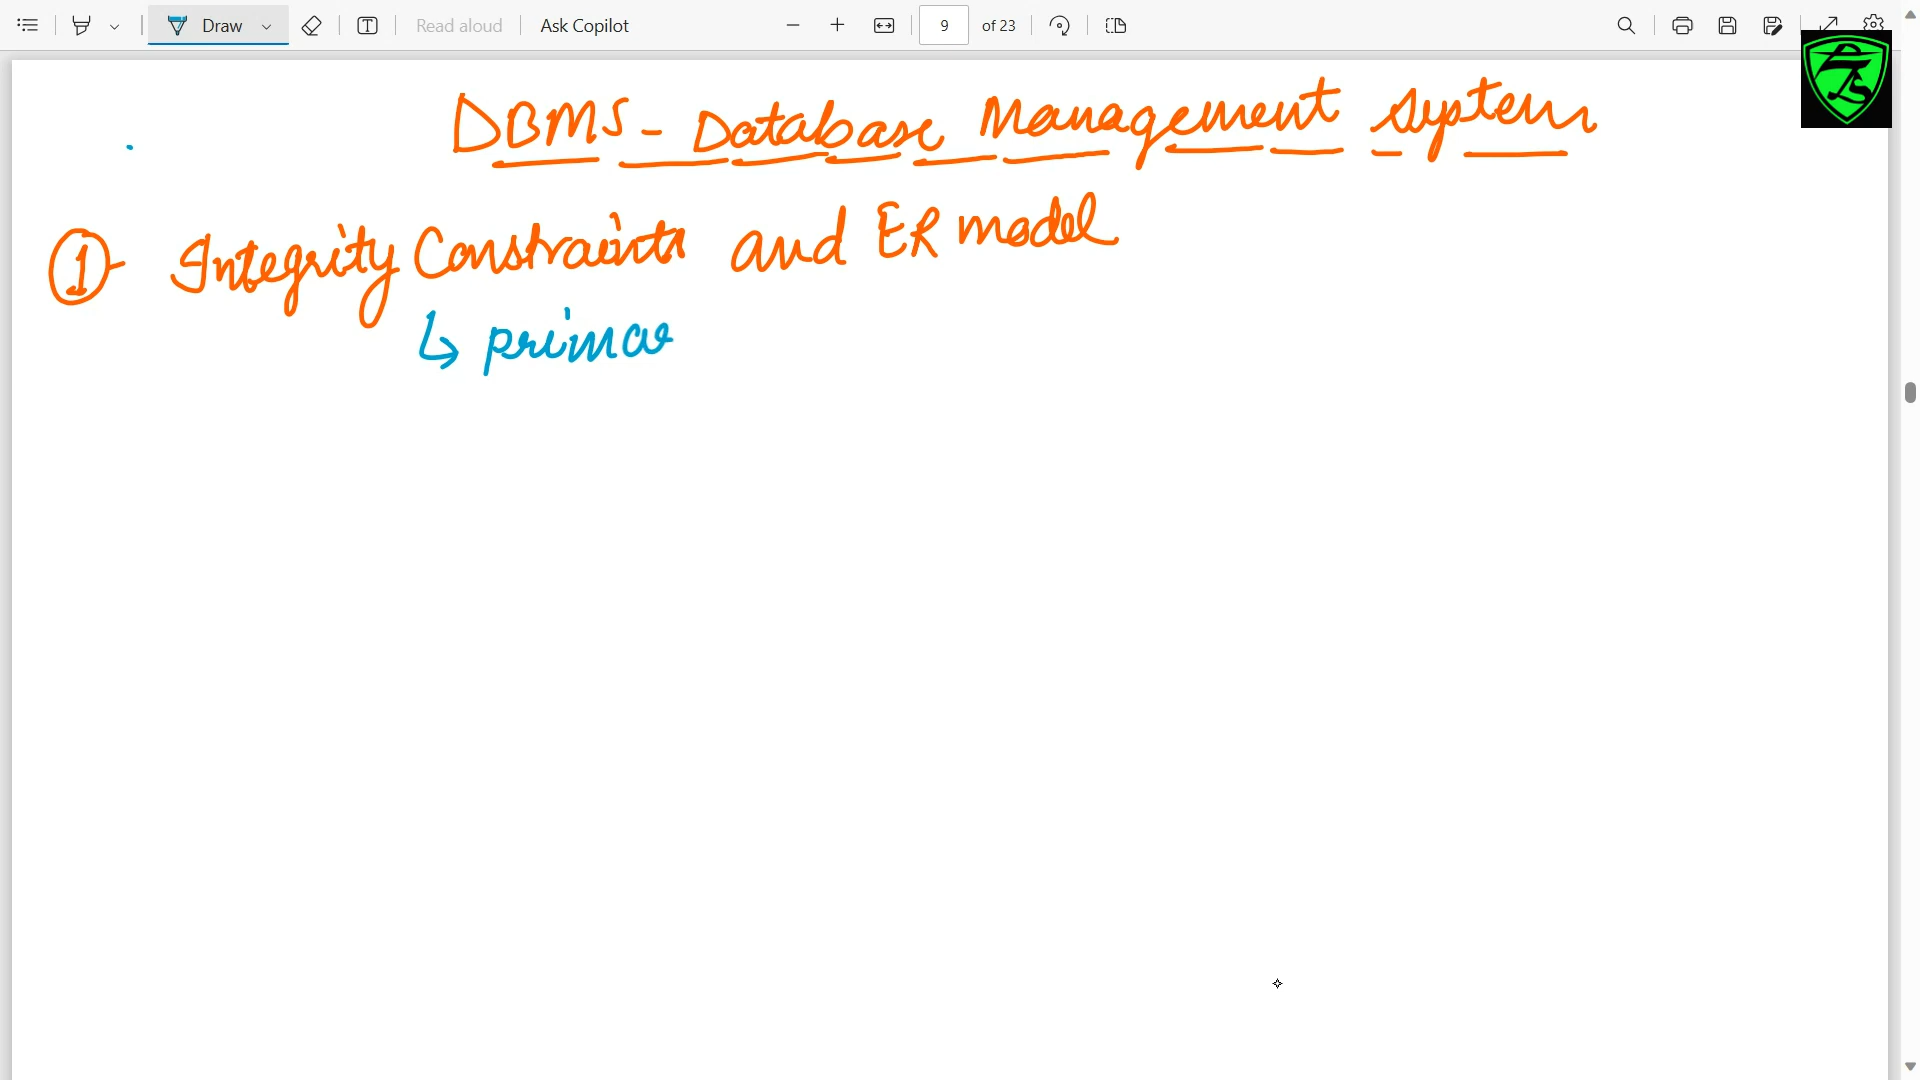 Draw
Read aloud
Ask Copilot
9 of 23
DBMS - Database Management System
① Integrity Constraints and ER model
↳ primar